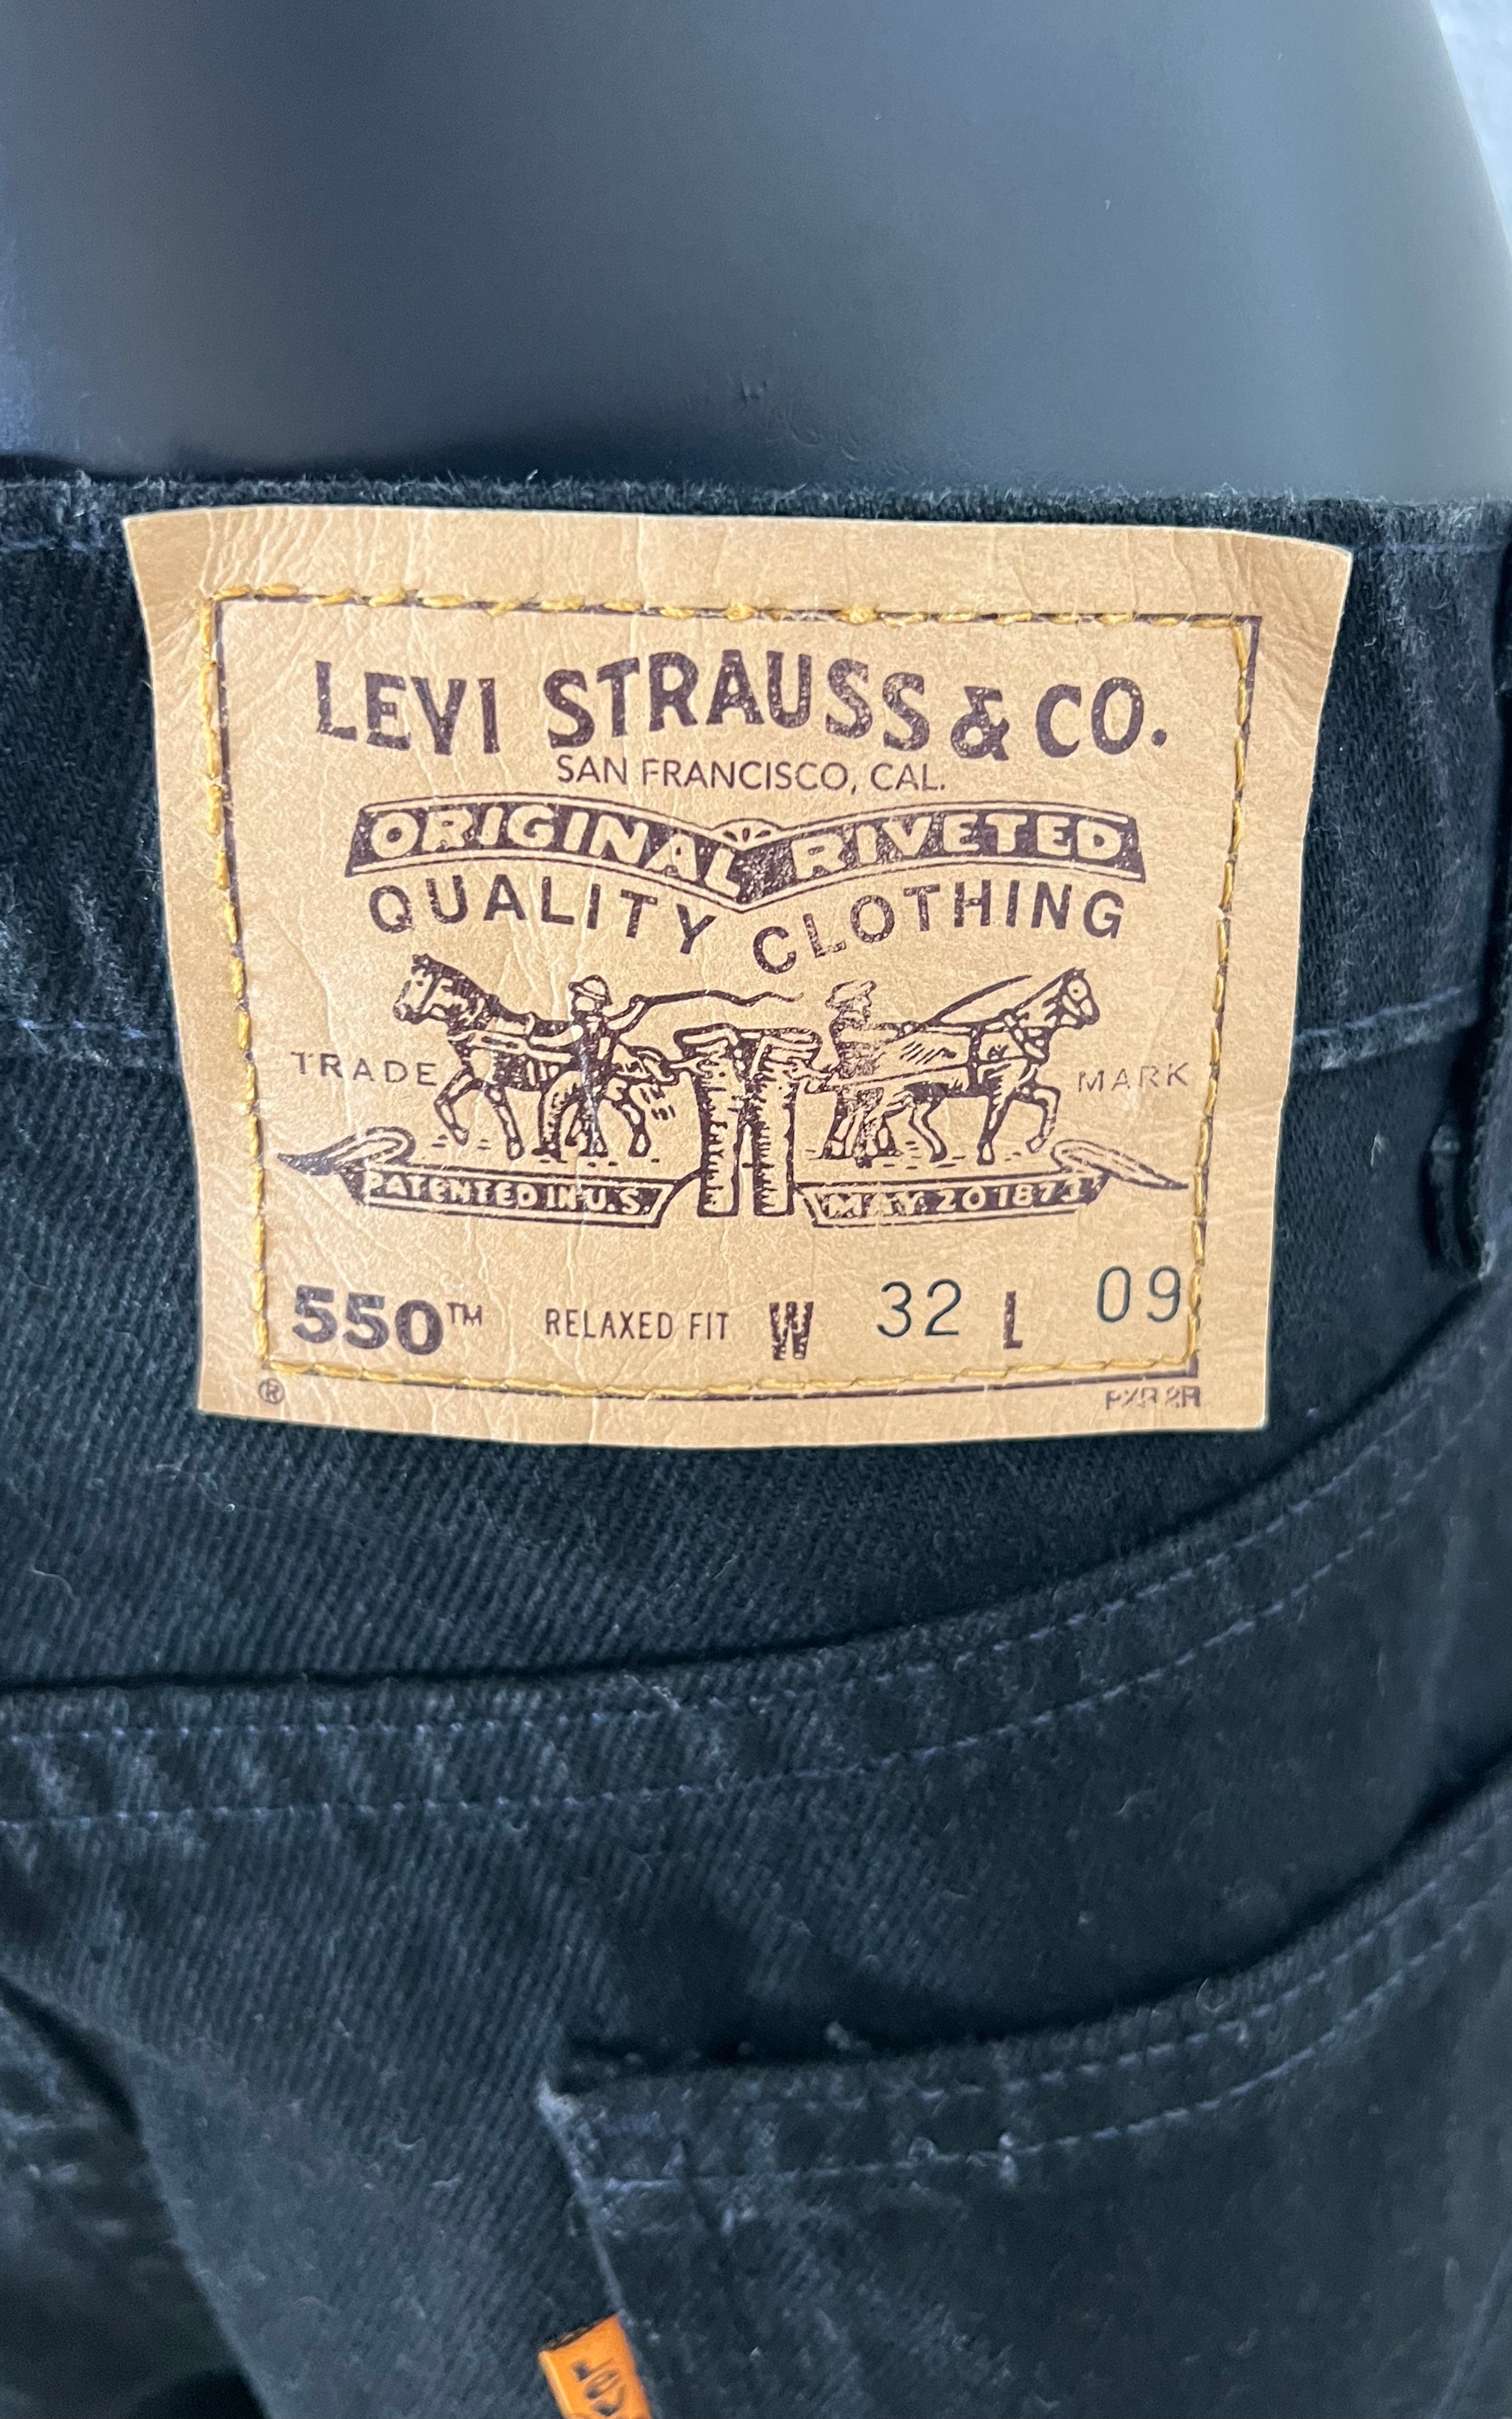 LEVI STRAUSS & CO.
SAN FRANCISCO, CAL.
ORIGINAL RIVETED
QUALITY CLOTHING
TRADE MARK
PATENTED IN U.S. MAY 20 1873
550™ RELAXED FIT W 32 L 09
®